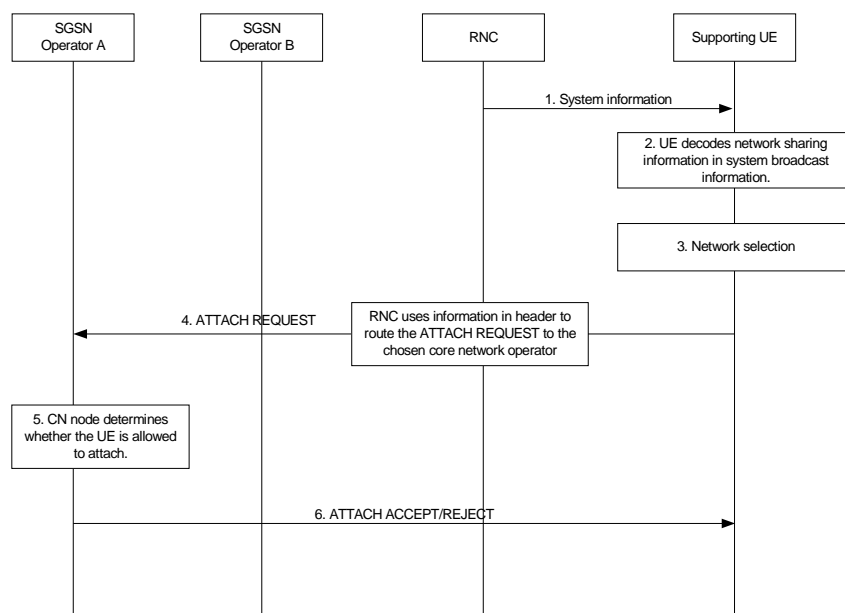 SGSN
Operator A
SGSN
Operator B
RNC
Supporting UE
1. System information
2. UE decodes network sharing
information in system broadcast
information.
3. Network selection
4. ATTACH REQUEST
RNC uses information in header to
route the ATTACH REQUEST to the
chosen core network operator
5. CN node determines
whether the UE is allowed
to attach.
6. ATTACH ACCEPT/REJECT